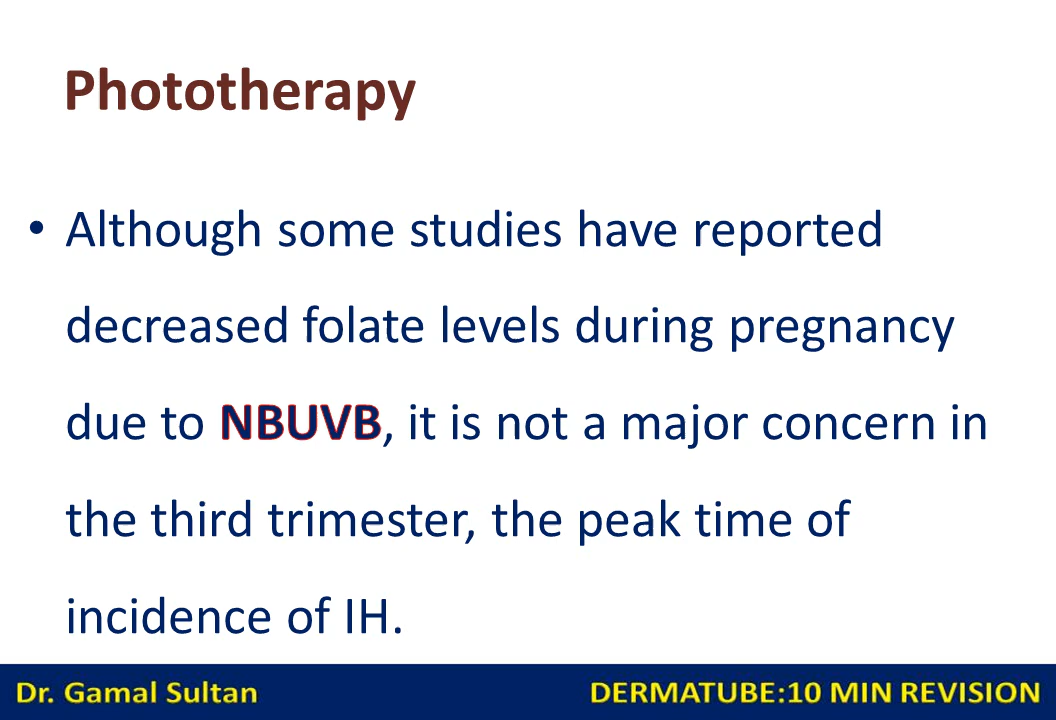 Phototherapy
• Although some studies have reported
decreased folate levels during pregnancy
due to NBUVB, it is not a major concern in
the third trimester, the peak time of
incidence of IH.
Dr. Gamal Sultan
DERMATUBE:10 MIN REVISION